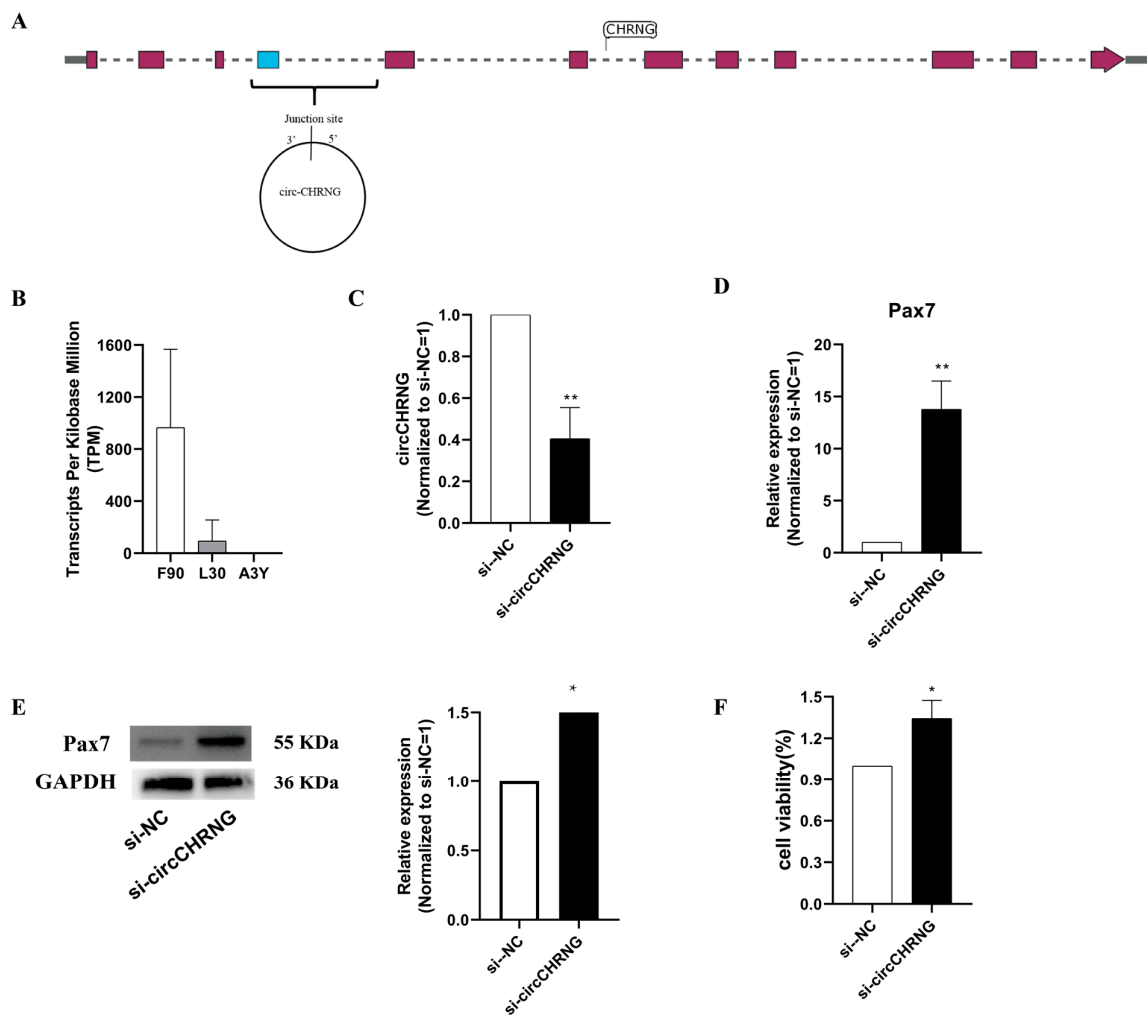 A
CHRNG
Junction site
3’ 5’
circ-CHRNG
B
Transcripts Per Kilobase Million
(TPM)
1600
1200
800
400
0
F90 L30 A3Y
C
circCHRNG
(Normalized to si-NC=1)
1.0
0.8
0.6
0.4
0.2
0.0
**
si--NC
si-circCHRNG
D
Pax7
Relative expression
(Normalized to si-NC=1)
20
15
10
5
0
**
si--NC
si-circCHRNG
E
Pax7 55 KDa
GAPDH 36 KDa
si-NC
si-circCHRNG
Relative expression
(Normalized to si-NC=1)
1.5
1.0
0.5
0.0
*
si--NC
si-circCHRNG
F
cell viability(%)
1.5
1.2
0.9
0.6
0.3
0.0
*
si--NC
si-circCHRNG